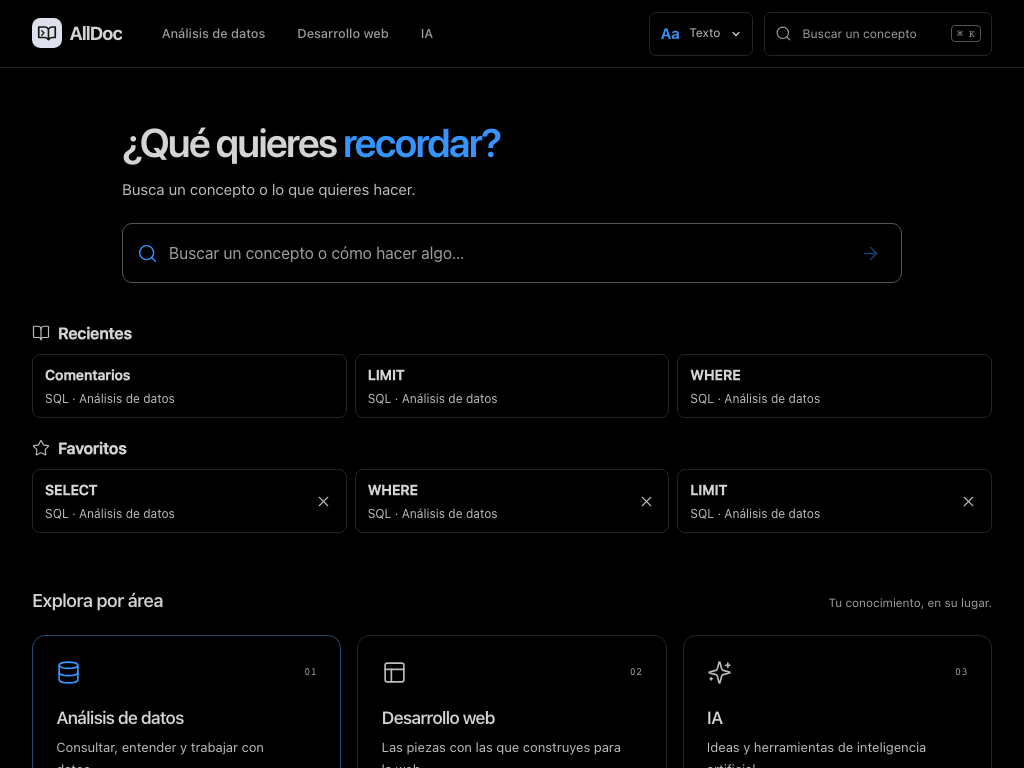 AllDoc
Análisis de datos
Desarrollo web
IA
Aa Texto
Buscar un concepto
⌘ K
¿Qué quieres recordar?
Busca un concepto o lo que quieres hacer.
Buscar un concepto o cómo hacer algo...
Recientes
Comentarios
SQL · Análisis de datos
LIMIT
SQL · Análisis de datos
WHERE
SQL · Análisis de datos
Favoritos
SELECT
SQL · Análisis de datos
WHERE
SQL · Análisis de datos
LIMIT
SQL · Análisis de datos
Explora por área
Tu conocimiento, en su lugar.
01
Análisis de datos
Consultar, entender y trabajar con
datos.
02
Desarrollo web
Las piezas con las que construyes para
la web.
03
IA
Ideas y herramientas de inteligencia
artificial.